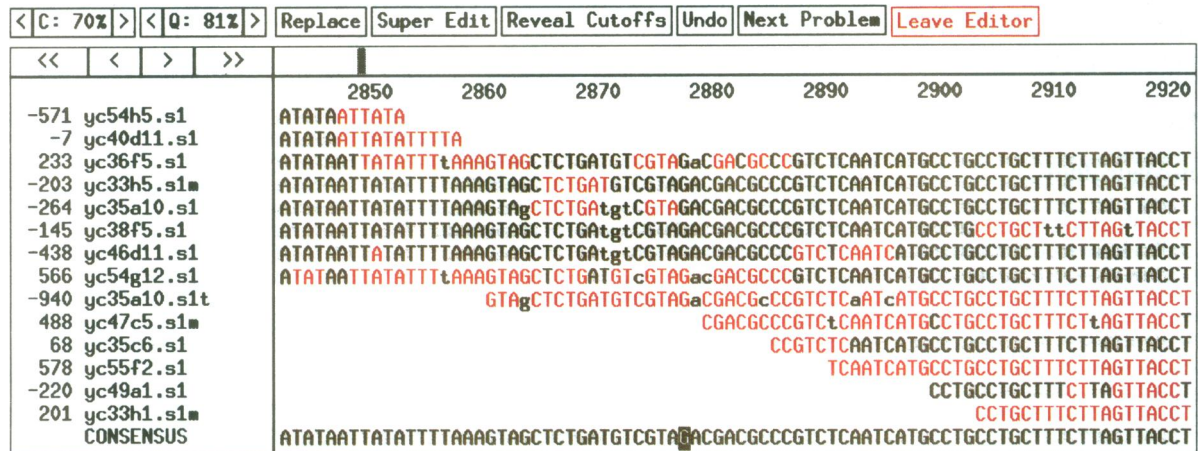 < C: 70% > < Q: 81% > Replace Super Edit Reveal Cutoffs Undo Next Problem Leave Editor
<< < > >>
2850 2860 2870 2880 2890 2900 2910 2920
-571 yc54h5.s1 ATATAATTATA
-7 yc40d11.s1 ATATAATTATATTTTA
233 yc36f5.s1 ATATAATTATATTTtAAAGTAGCTCTGATGTCGTAGaCGACGCCCGTCTCAATCATGCCTGCCTGCTTTCTTAGTTACCT
-203 yc33h5.s1m ATATAATTATATTTTAAAGTAGCTCTGATGTCGTAGACGACGCCCGTCTCAATCATGCCTGCCTGCTTTCTTAGTTACCT
-264 yc35a10.s1 ATATAATTATATTTTAAAGTAgCTCTGAtgtCGTAGACGACGCCCGTCTCAATCATGCCTGCCTGCTTTCTTAGTTACCT
-145 yc38f5.s1 ATATAATTATATTTTAAAGTAGCTCTGAtgtCGTAGACGACGCCCGTCTCAATCATGCCTGCCTGCTttCTTAGtTACCT
-438 yc46d11.s1 ATATAATTATATTTTAAAGTAGCTCTGAtgtCGTAGACGACGCCCGTCTCAATCATGCCTGCCTGCTTTCTTAGTTACCT
566 yc54g12.s1 ATATAATTATATTTtAAAGTAGCTCTGATGTcGTAGacGACGCCCGTCTCAATCATGCCTGCCTGCTTTCTTAGTTACCT
-940 yc35a10.s1t GTAgCTCTGATGTCGTAGaCGACGcCCGTCTCaATcATGCCTGCCTGCTTTCTTAGTTACCT
488 yc47c5.s1m CGACGCCCGTCtCAATCATGCCTGCCTGCTTTCTtAGTTACCT
68 yc35c6.s1 CCGTCTCAATCATGCCTGCCTGCTTTCTTAGTTACCT
578 yc55f2.s1 TCAATCATGCCTGCCTGCTTTCTTAGTTACCT
-220 yc49a1.s1 CCTGCCTGCTTTCTTAGTTACCT
201 yc33h1.s1m CCTGCTTTCTTAGTTACCT
CONSENSUS ATATAATTATATTTTAAAGTAGCTCTGATGTCGTAGACGACGCCCGTCTCAATCATGCCTGCCTGCTTTCTTAGTTACCT